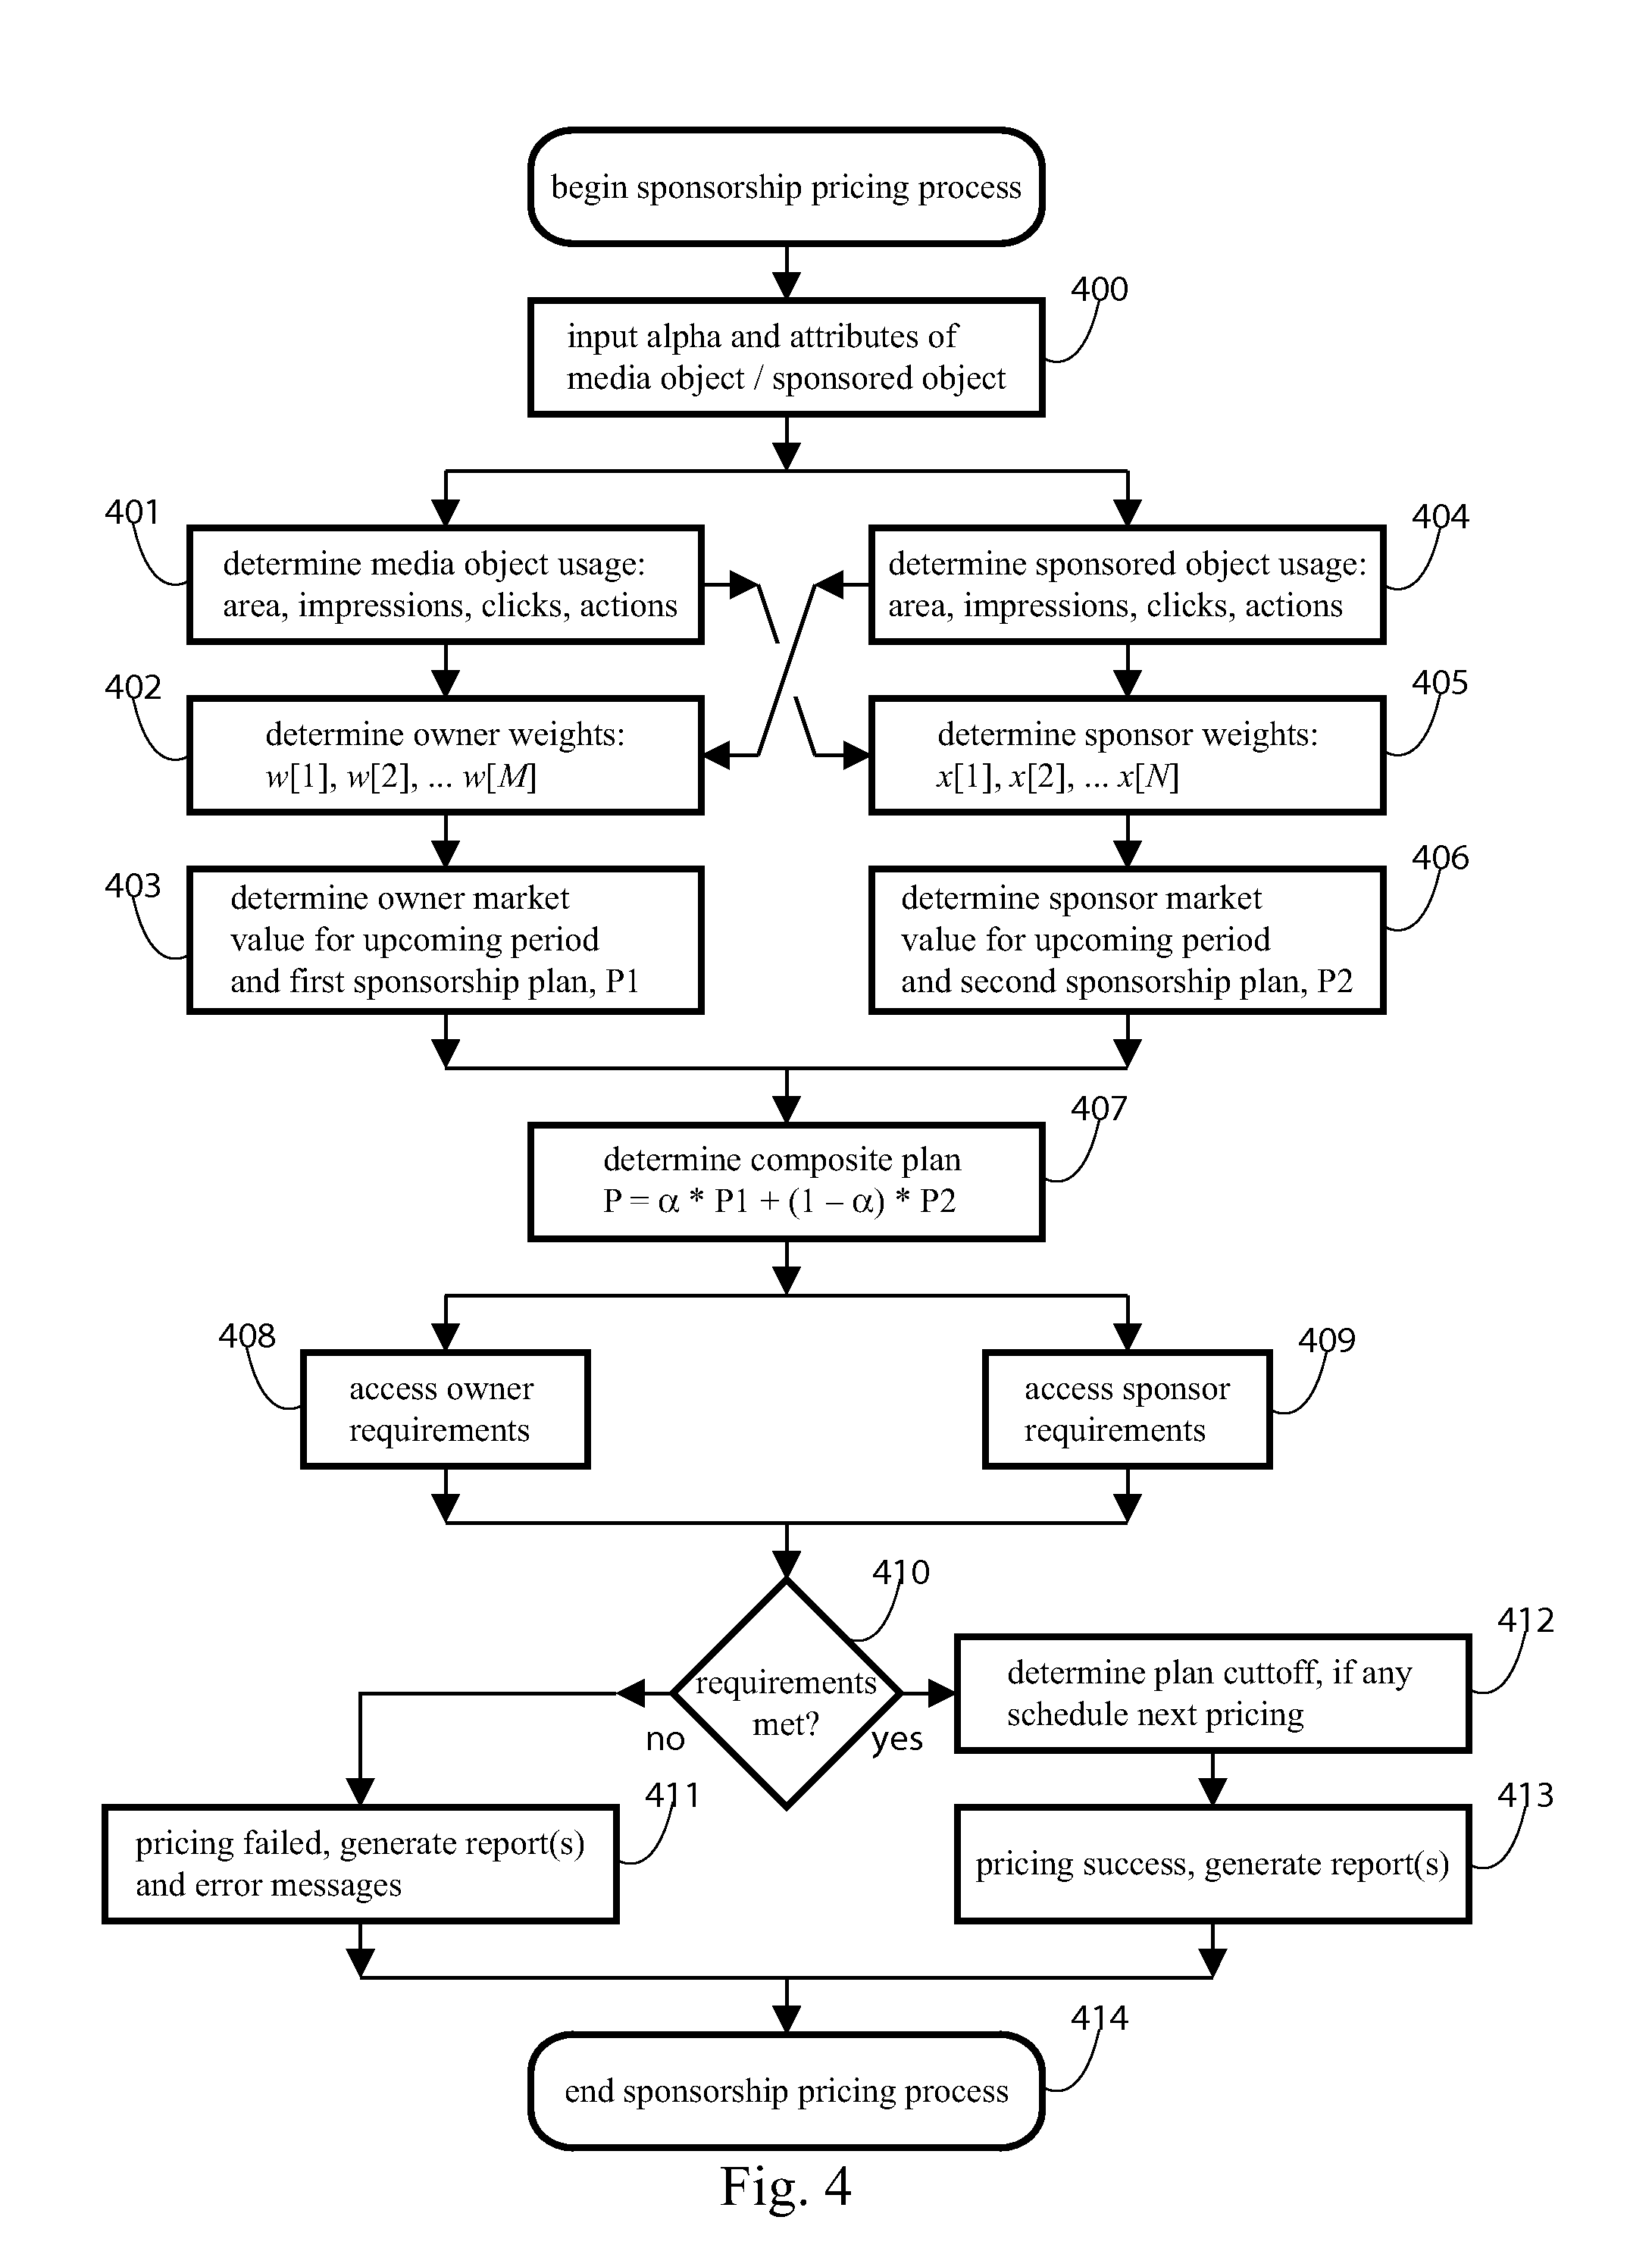 begin sponsorship pricing process
400
input alpha and attributes of
media object / sponsored object
401
determine media object usage:
area, impressions, clicks, actions
404
determine sponsored object usage:
area, impressions, clicks, actions
402
determine owner weights:
w[1], w[2], ... w[M]
405
determine sponsor weights:
x[1], x[2], ... x[N]
403
determine owner market
value for upcoming period
and first sponsorship plan, P1
406
determine sponsor market
value for upcoming period
and second sponsorship plan, P2
407
determine composite plan
P = α * P1 + (1 – α) * P2
408
access owner
requirements
409
access sponsor
requirements
410
requirements
met?
no
yes
412
determine plan cuttoff, if any
schedule next pricing
411
pricing failed, generate report(s)
and error messages
413
pricing success, generate report(s)
414
end sponsorship pricing process
Fig. 4